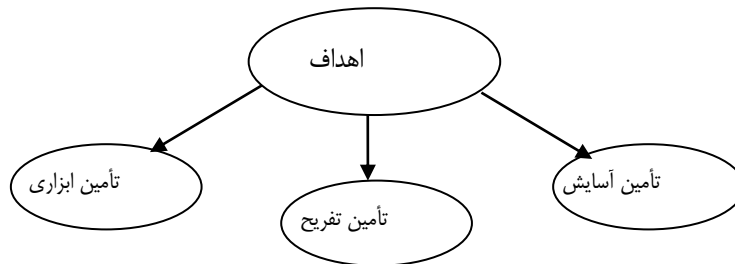 اهداف
تأمین آسایش
تأمین تفریح
تأمین ابزاری